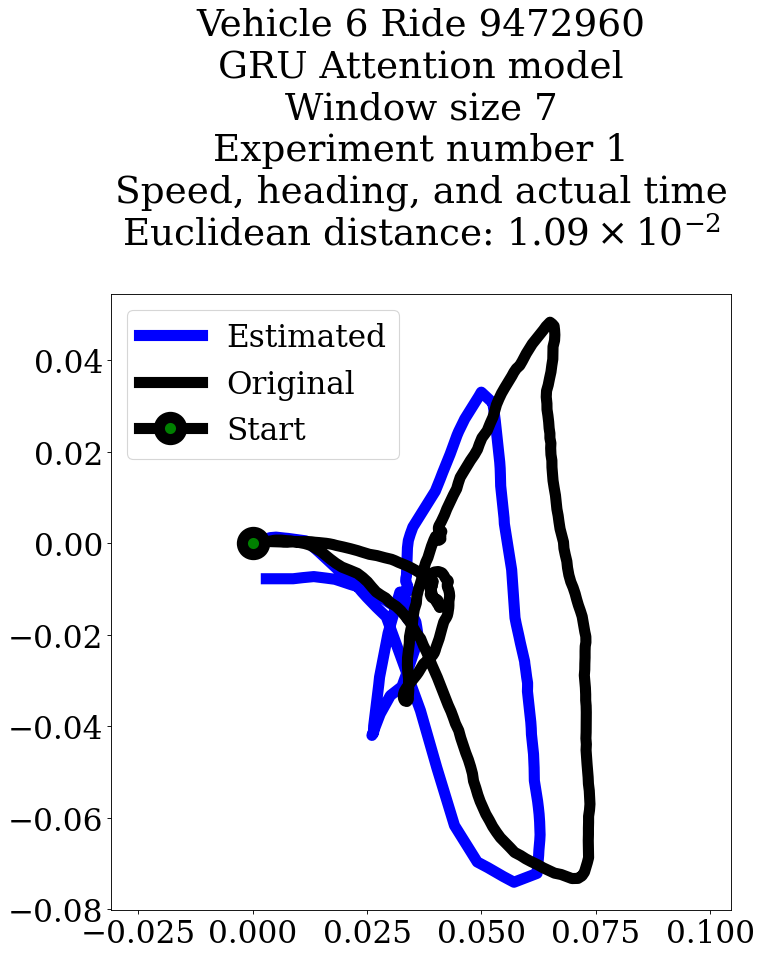 Vehicle 6 Ride 9472960
GRU Attention model
Window size 7
Experiment number 1
Speed, heading, and actual time
Euclidean distance: 1.09 × 10⁻²
Estimated
Original
Start
0.04
0.02
0.00
−0.02
−0.04
−0.06
−0.08
−0.025 0.000 0.025 0.050 0.075 0.100